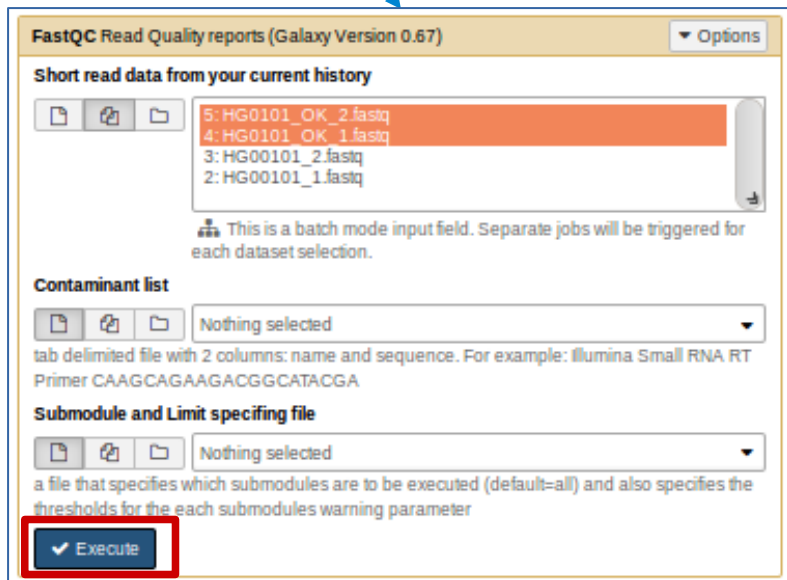 FastQC Read Quality reports (Galaxy Version 0.67)
Options
Short read data from your current history
5: HG0101_OK_2.fastq
4: HG0101_OK_1.fastq
3: HG00101_2.fastq
2: HG00101_1.fastq
This is a batch mode input field. Separate jobs will be triggered for
each dataset selection.
Contaminant list
Nothing selected
tab delimited file with 2 columns: name and sequence. For example: Illumina Small RNA RT
Primer CAAGCAGAAGACGGCATACGA
Submodule and Limit specifing file
Nothing selected
a file that specifies which submodules are to be executed (default=all) and also specifies the
thresholds for the each submodules warning parameter
Execute